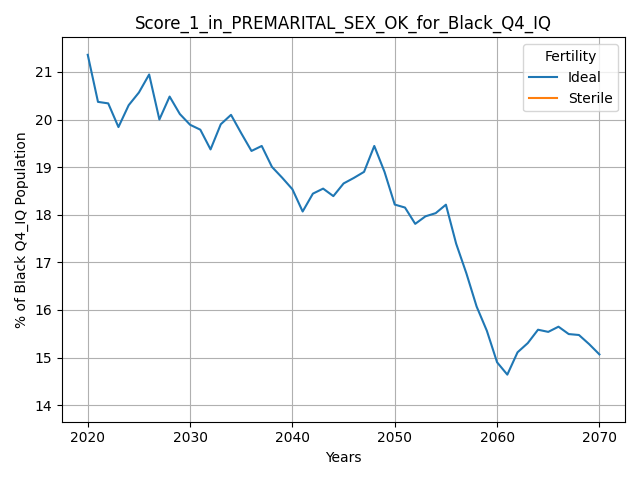 Score_1_in_PREMARITAL_SEX_OK_for_Black_Q4_IQ
% of Black Q4_IQ Population
21
20
19
18
17
16
15
14
Fertility
Ideal
Sterile
2020
2030
2040
2050
2060
2070
Years